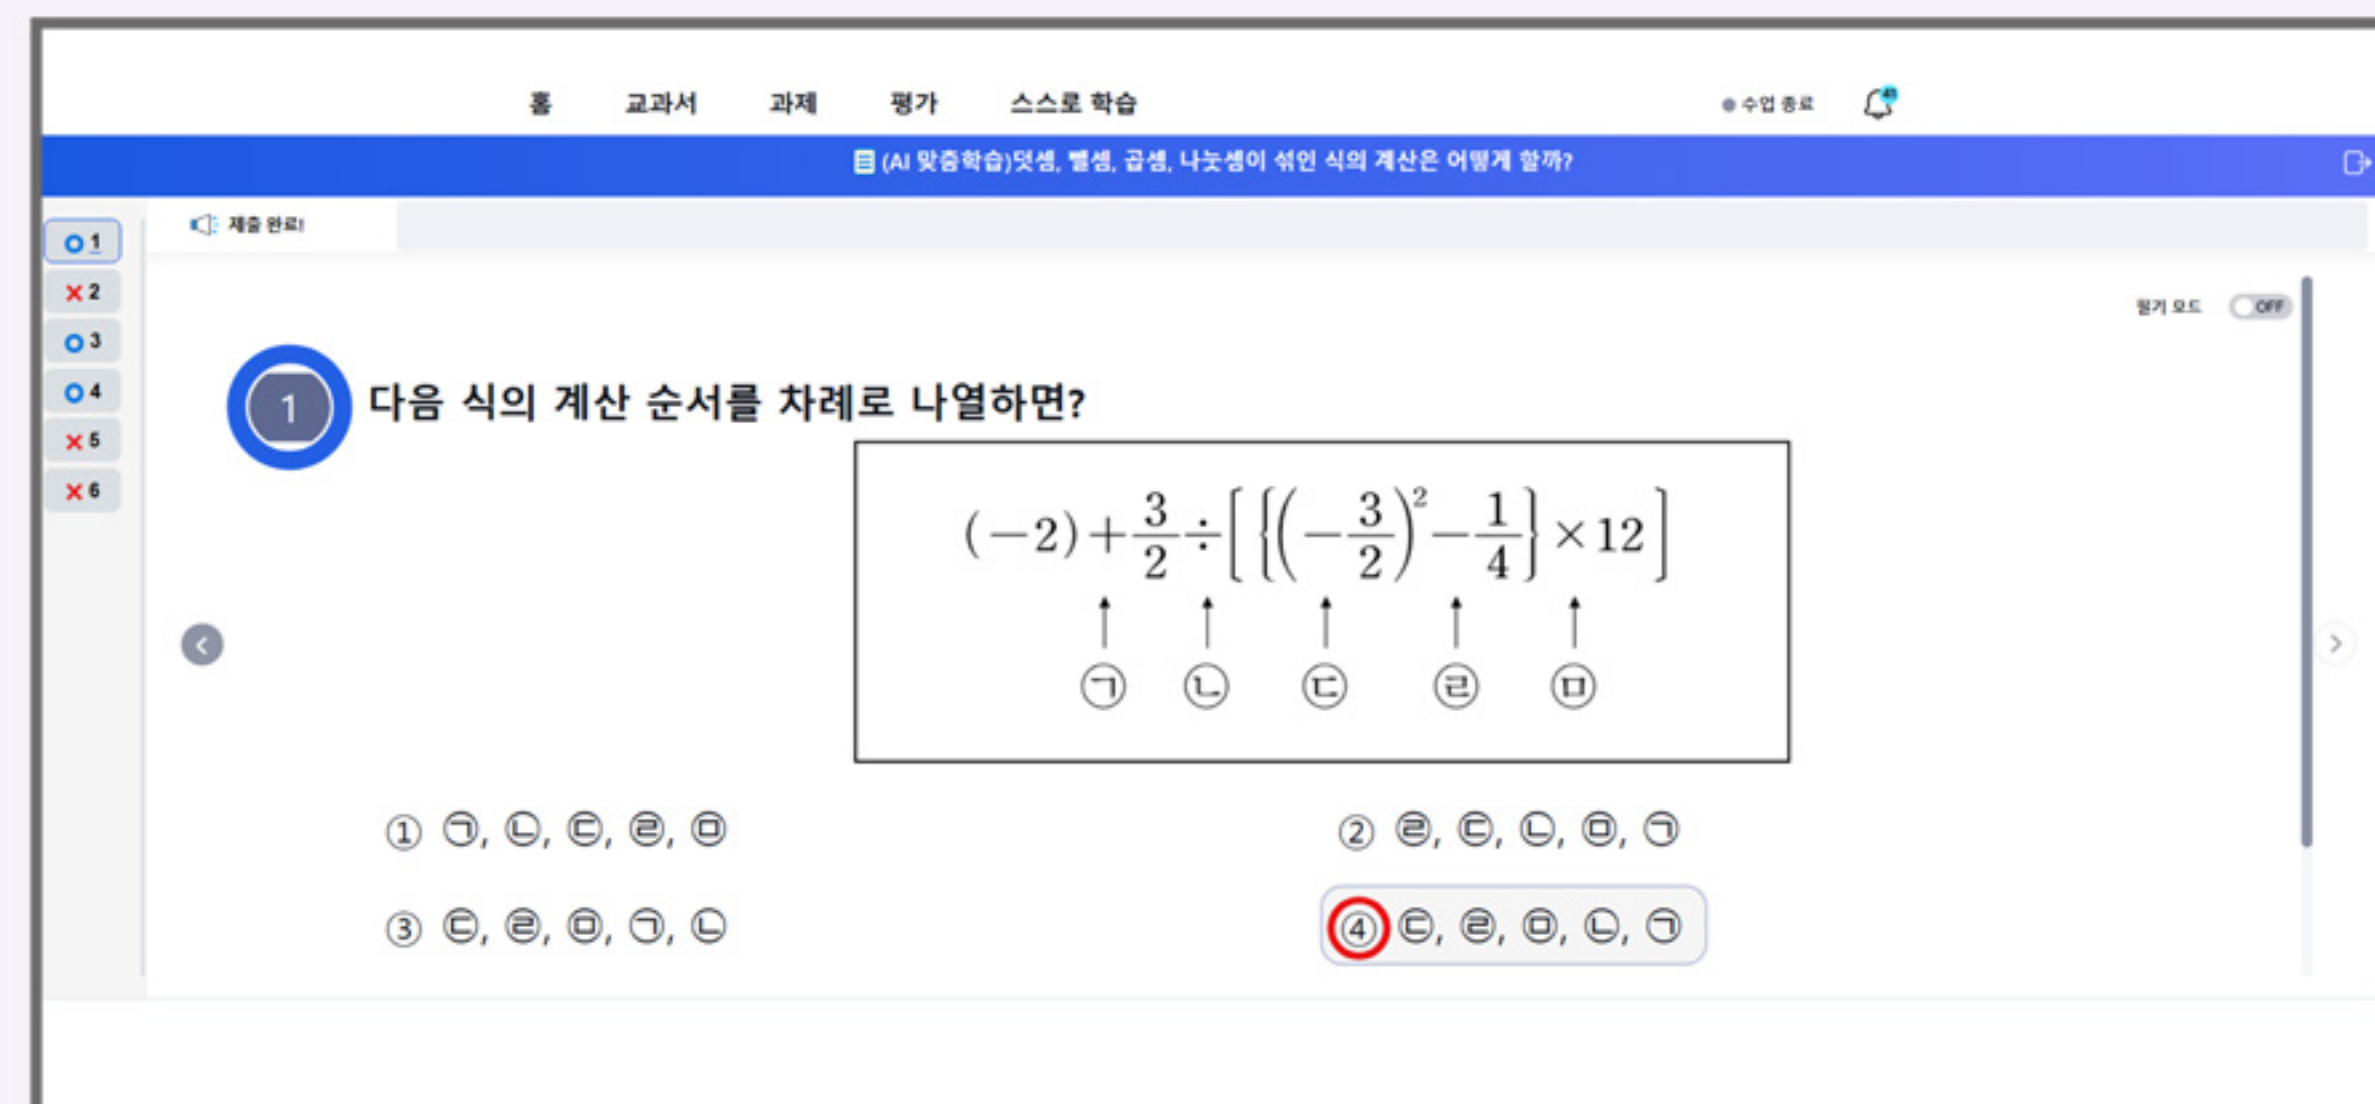 홈 교과서 과제 평가 스스로 학습 수업 종료
(AI 맞춤학습)덧셈, 뺄셈, 곱셈, 나눗셈이 섞인 식의 계산은 어떻게 할까?
제출 완료!
1
2
3
4
5
6
필기 모드 OFF
1 다음 식의 계산 순서를 차례로 나열하면?
(−2)+3/2÷[{(−3/2)²−1/4}×12]
㉠ ㉡ ㉢ ㉣ ㉤
① ㉠, ㉡, ㉢, ㉣, ㉤
② ㉣, ㉢, ㉡, ㉤, ㉠
③ ㉢, ㉣, ㉤, ㉠, ㉡
④ ㉢, ㉣, ㉤, ㉡, ㉠